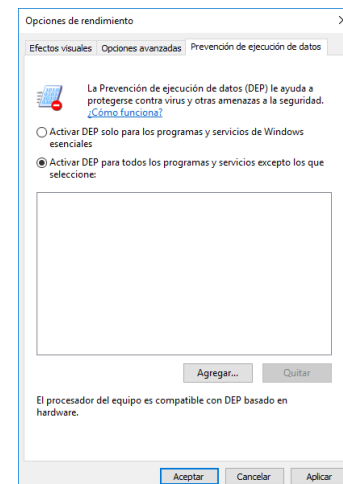 Opciones de rendimiento
Efectos visuales Opciones avanzadas Prevención de ejecución de datos
La Prevención de ejecución de datos (DEP) le ayuda a
protegerse contra virus y otras amenazas a la seguridad.
¿Cómo funciona?
Activar DEP solo para los programas y servicios de Windows
esenciales
Activar DEP para todos los programas y servicios excepto los que
seleccione:
Agregar... Quitar
El procesador del equipo es compatible con DEP basado en
hardware.
Aceptar Cancelar Aplicar